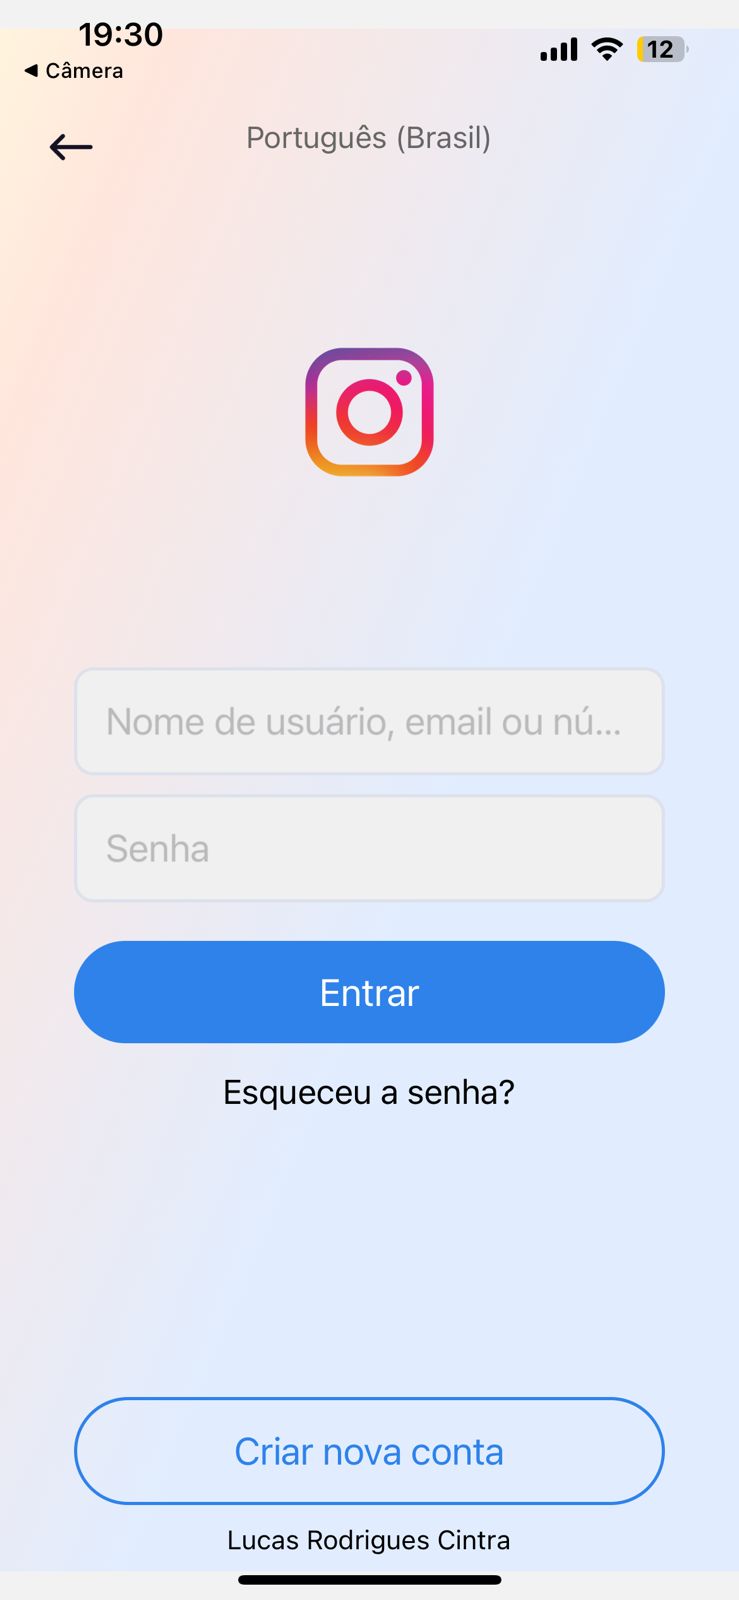 19:30
◀ Câmera
12
Português (Brasil)
Nome de usuário, email ou nú...
Senha
Entrar
Esqueceu a senha?
Criar nova conta
Lucas Rodrigues Cintra